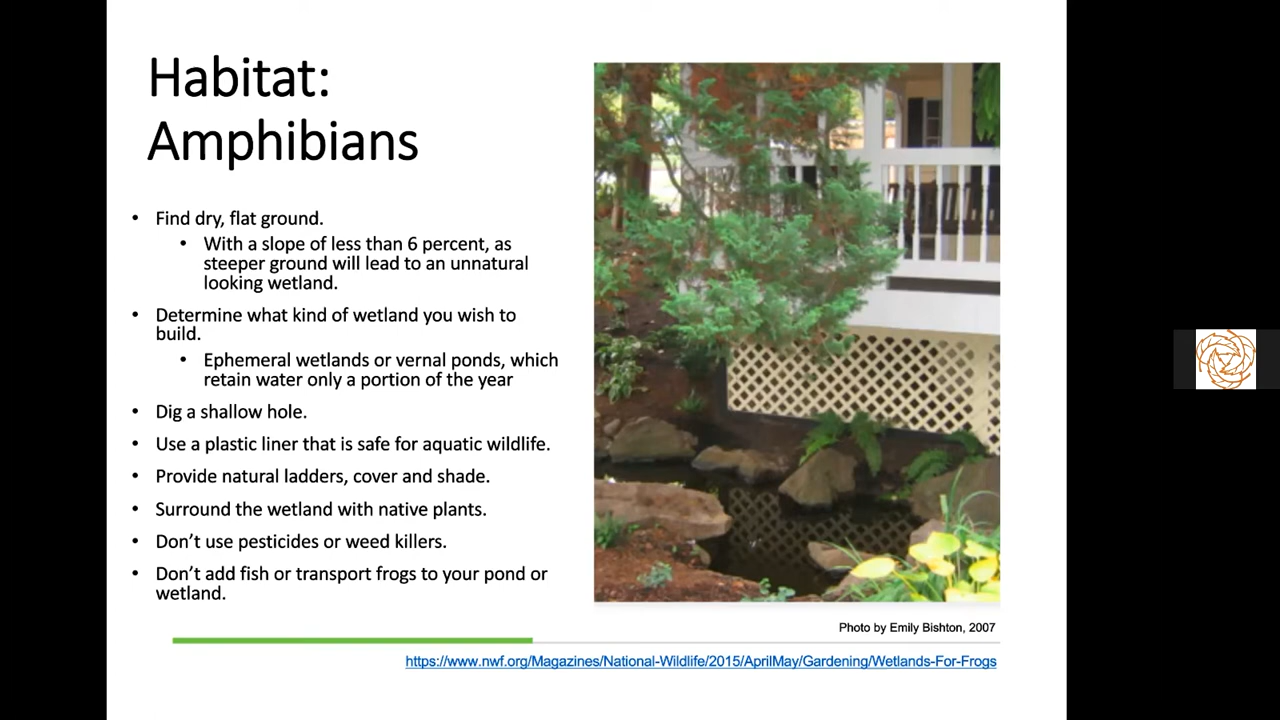 Habitat:
Amphibians
• Find dry, flat ground.
• With a slope of less than 6 percent, as
steeper ground will lead to an unnatural
looking wetland.
• Determine what kind of wetland you wish to
build.
• Ephemeral wetlands or vernal ponds, which
retain water only a portion of the year
• Dig a shallow hole.
• Use a plastic liner that is safe for aquatic wildlife.
• Provide natural ladders, cover and shade.
• Surround the wetland with native plants.
• Don’t use pesticides or weed killers.
• Don’t add fish or transport frogs to your pond or
wetland.
Photo by Emily Bishton, 2007
https://www.nwf.org/Magazines/National-Wildlife/2015/AprilMay/Gardening/Wetlands-For-Frogs